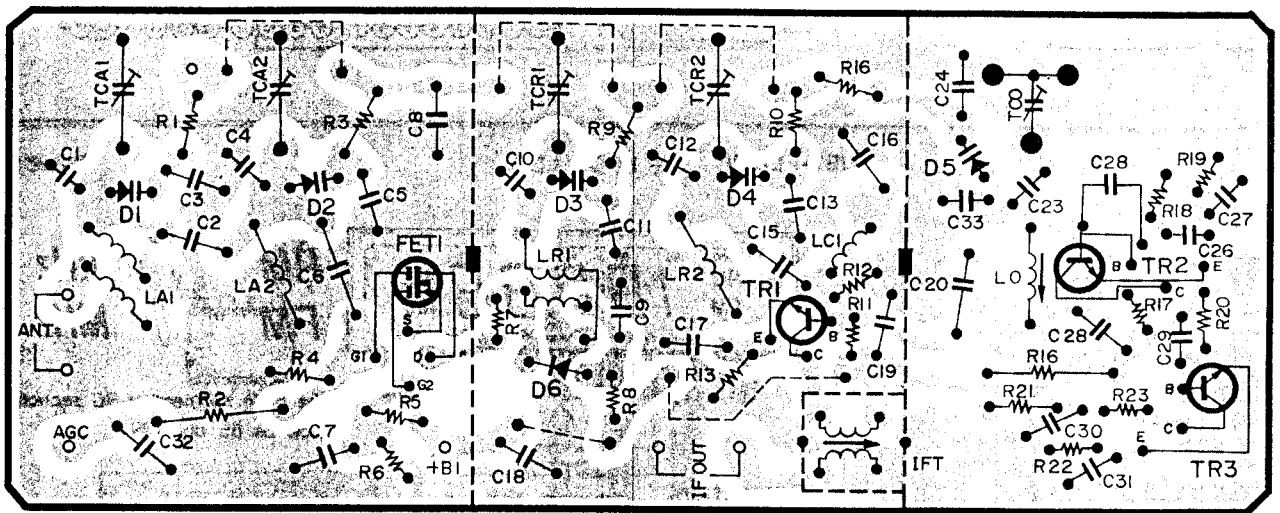 TCA1
TCA2
TCR1
TCR2
R16
C24
TCO
R1
C4
R3
C8
R9
C12
R10
C16
C1
C10
D5
C28
R19
D1
C3
D2
C5
D3
D4
C13
C33
C23
R18
C27
C2
C11
C26
FET1
C15
LC1
LA1
LA2
C6
LR1
LR2
R12
TR1
C20
LO
B
TR2
E
C
ANT
S
R7
C9
C17
E
B
R11
C28
R17
C29
R20
G1
D
C
C19
R4
D6
R13
R16
G2
R8
R21
R23
B
R2
R5
C
AGC
C32
C7
R6
+B1
C18
IF OUT
IFT
C30
R22
C31
E
TR3